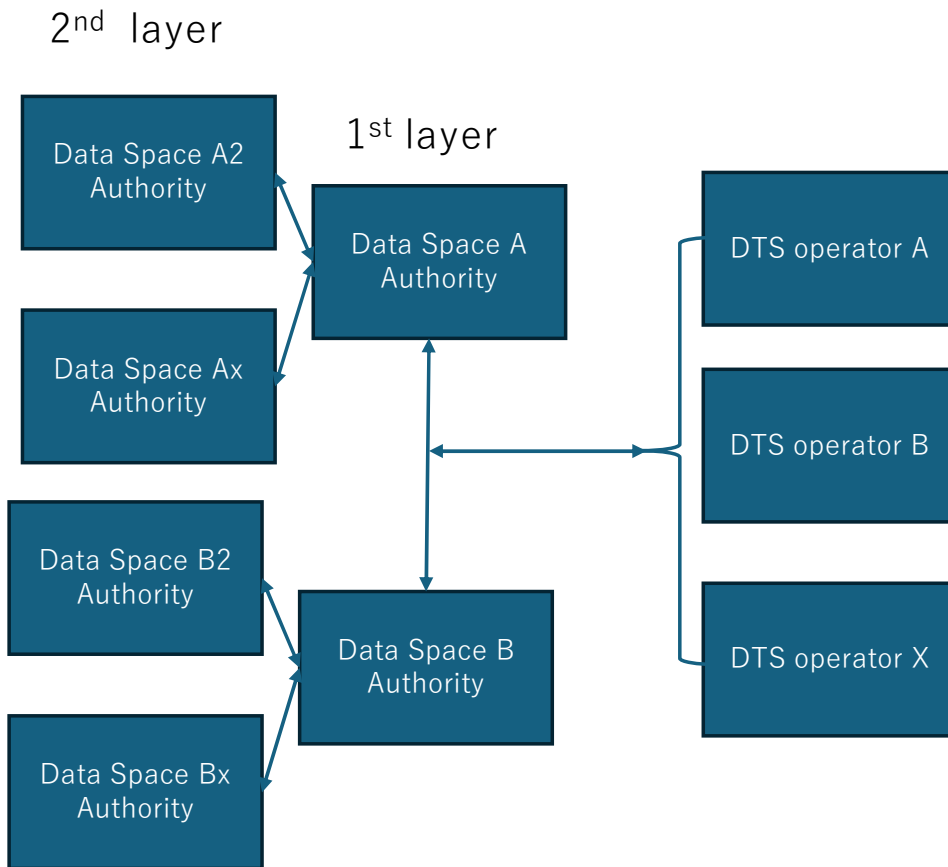 2nd layer
1st layer
Data Space A2
Authority
Data Space A
Authority
DTS operator A
Data Space Ax
Authority
DTS operator B
Data Space B2
Authority
Data Space B
Authority
DTS operator X
Data Space Bx
Authority